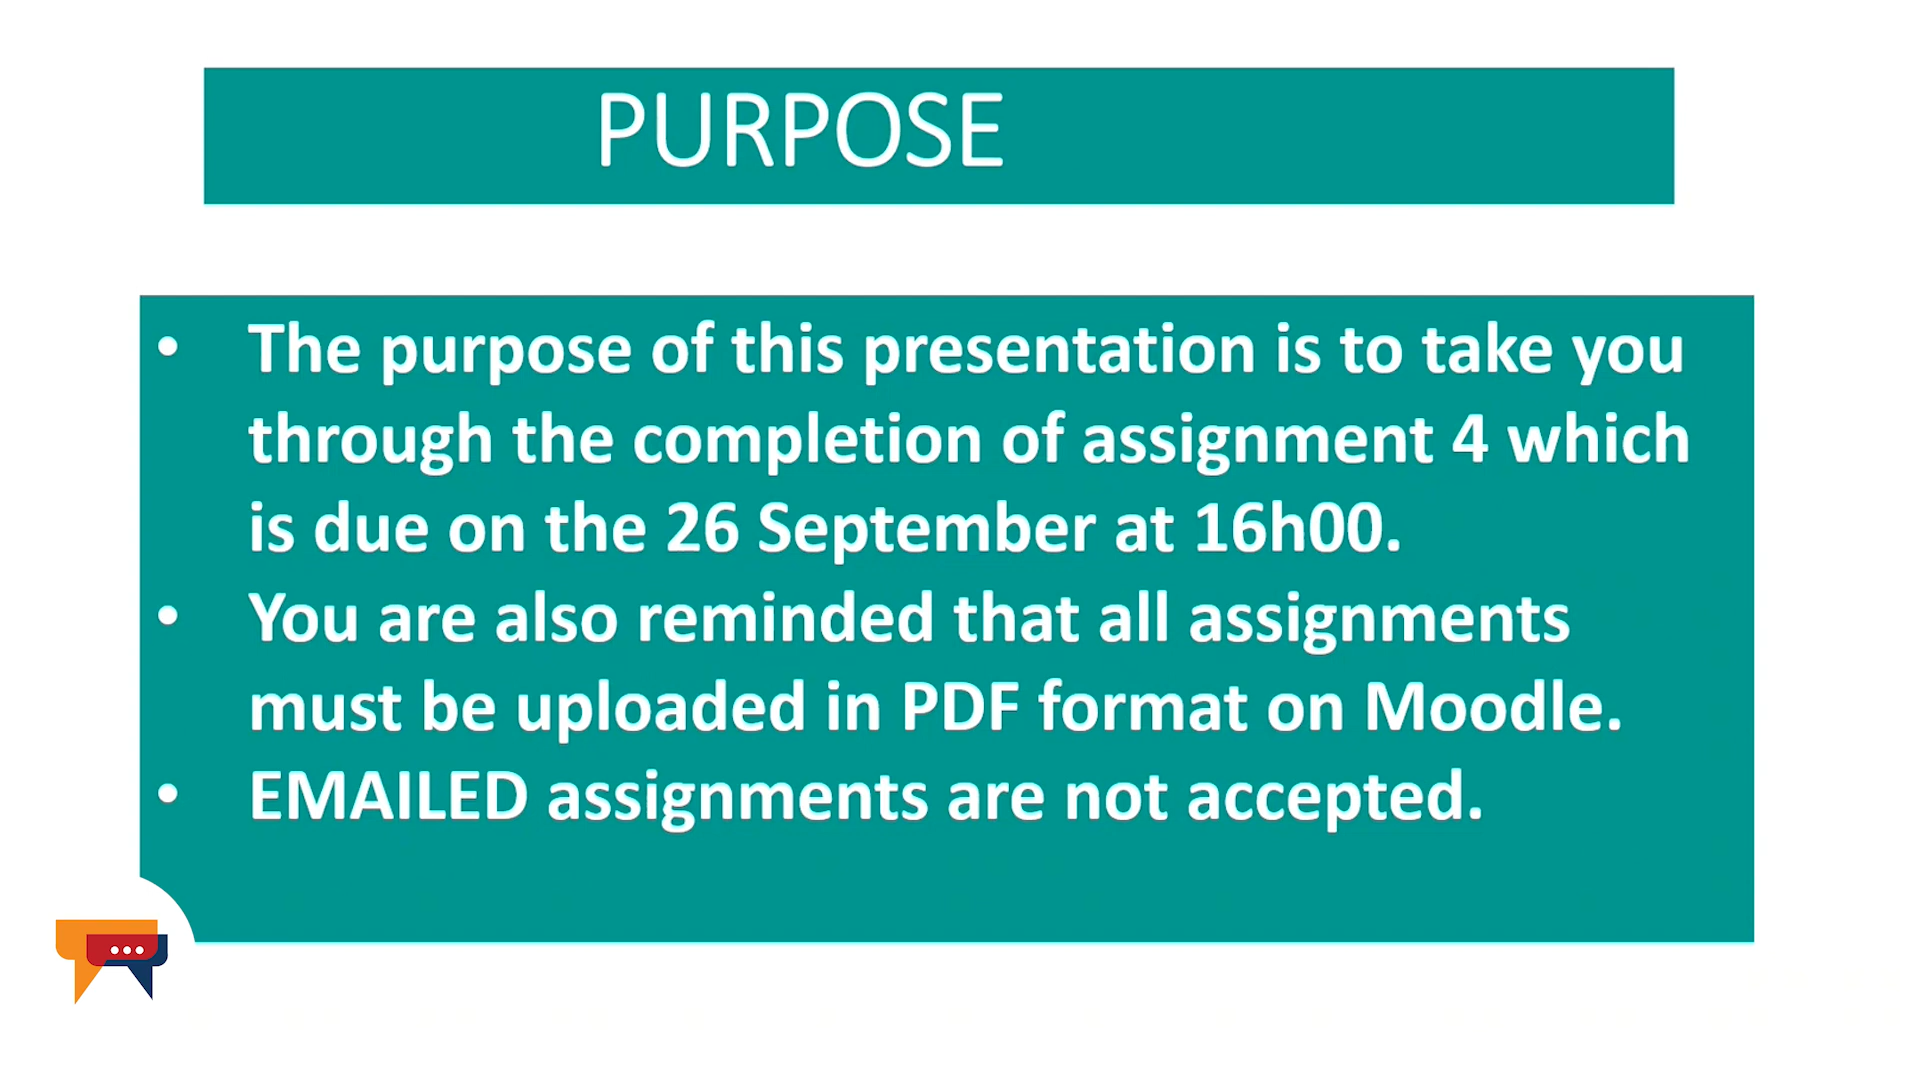 PURPOSE
• The purpose of this presentation is to take you
through the completion of assignment 4 which
is due on the 26 September at 16h00.
• You are also reminded that all assignments
must be uploaded in PDF format on Moodle.
• EMAILED assignments are not accepted.